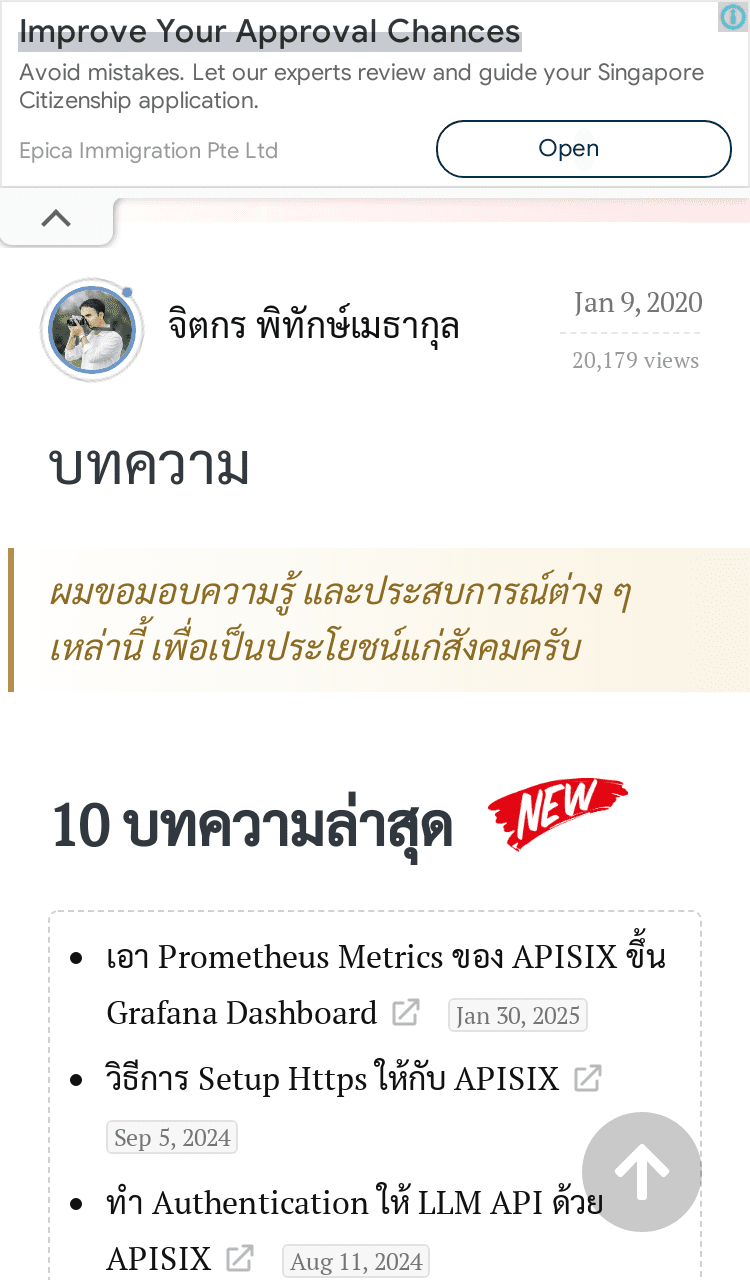 Improve Your Approval Chances
Avoid mistakes. Let our experts review and guide your Singapore
Citizenship application.
Epica Immigration Pte Ltd
Open
จิตกร พิทักษ์เมธากุล
Jan 9, 2020
20,179 views
บทความ
ผมขอมอบความรู้ และประสบการณ์ต่าง ๆ
เหล่านี้ เพื่อเป็นประโยชน์แก่สังคมครับ
10 บทความล่าสุด NEW
เอา Prometheus Metrics ของ APISIX ขึ้น
Grafana Dashboard Jan 30, 2025
วิธีการ Setup Https ให้กับ APISIX
Sep 5, 2024
ทำ Authentication ให้ LLM API ด้วย
APISIX Aug 11, 2024